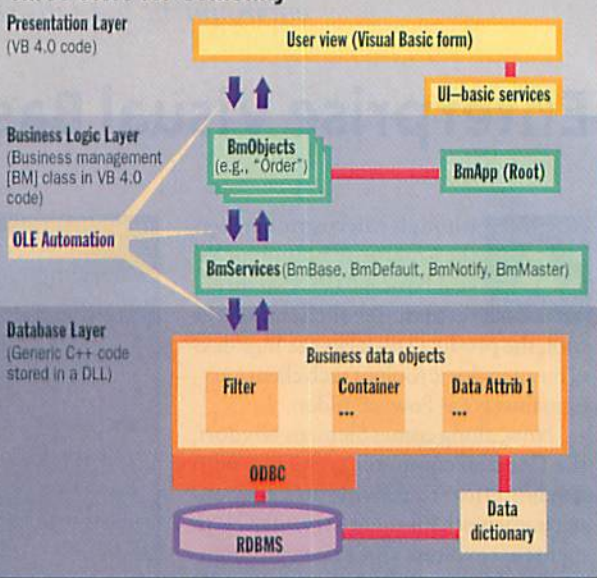 Presentation Layer
(VB 4.0 code)
User view (Visual Basic form)
UI–basic services
Business Logic Layer
(Business management
[BM] class in VB 4.0
code)
BmObjects
(e.g., "Order")
BmApp (Root)
OLE Automation
BmServices (BmBase, BmDefault, BmNotify, BmMaster)
Database Layer
(Generic C++ code
stored in a DLL)
Business data objects
Filter
Container
...
Data Attrib 1
...
ODBC
RDBMS
Data
dictionary